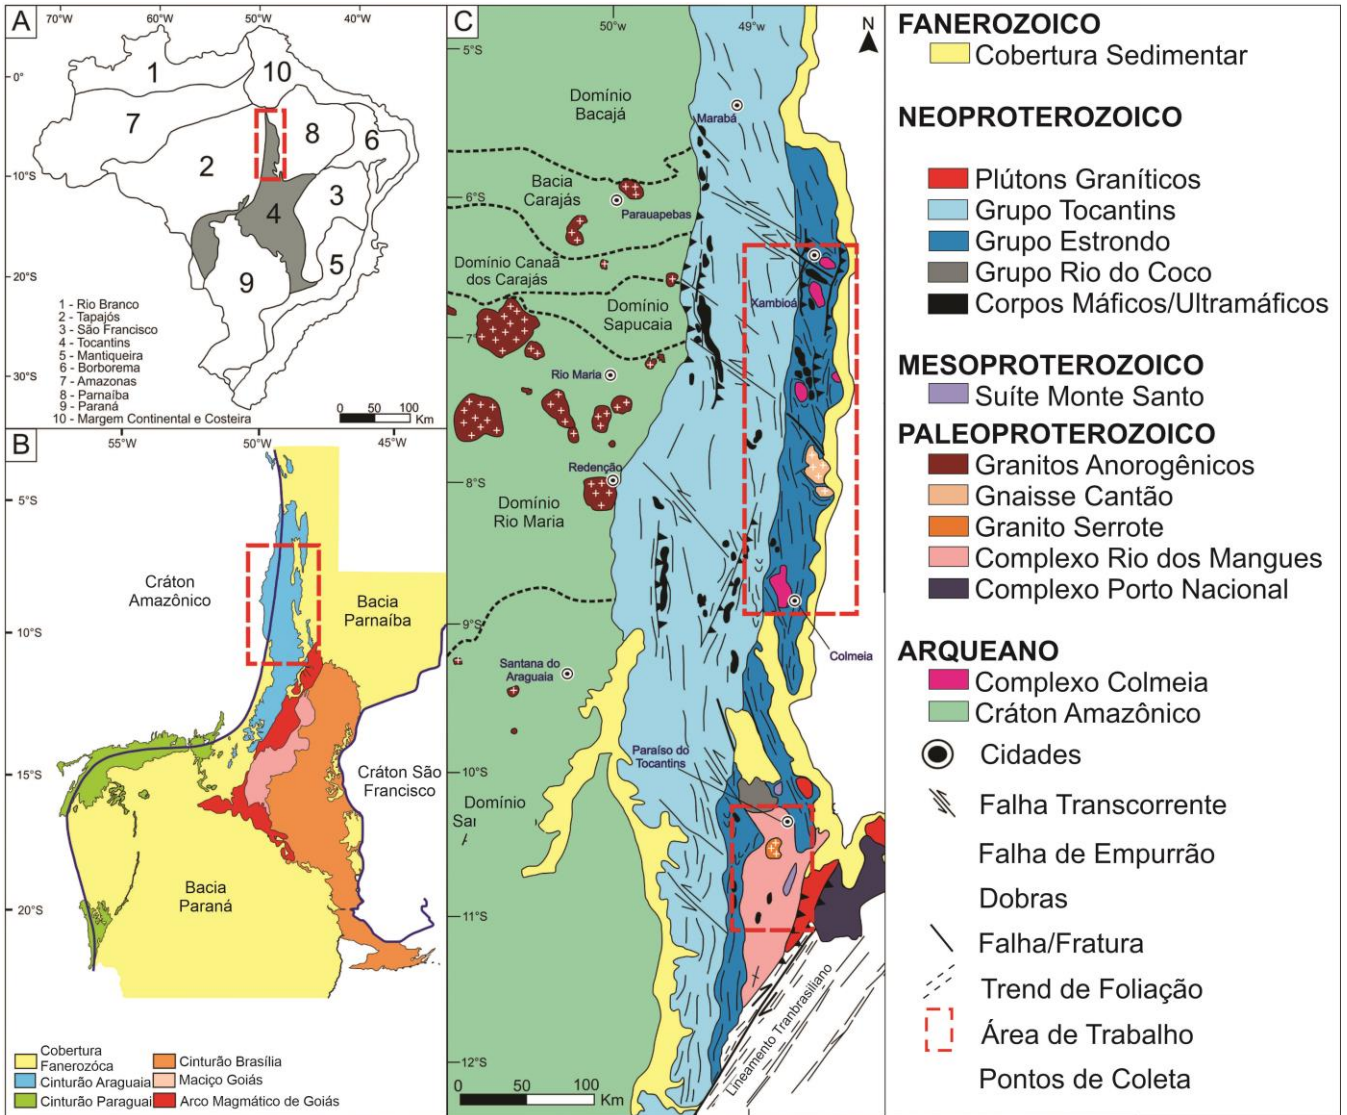 A
70°W
60°W
50°W
40°W
0°
10°S
20°S
30°S
1
10
7
8
6
2
3
4
5
9
1 - Rio Branco
2 - Tapajós
3 - São Francisco
4 - Tocantins
5 - Mantiqueira
6 - Borborema
7 - Amazonas
8 - Parnaíba
9 - Paraná
10 - Margem Continental e Costeira
0 50 100
Km
B
55°W
50°W
45°W
5°S
10°S
15°S
20°S
Cráton
Amazônico
Bacia
Parnaíba
Cráton São
Francisco
Bacia
Paraná
Cobertura
Fanerozóca
Cinturão Araguaia
Cinturão Paraguai
Cinturão Brasília
Maciço Goiás
Arco Magmático de Goiás
C
50°w
49°w
N
5°S
6°S
7°S
8°S
9°S
10°S
11°S
12°S
Domínio
Bacajá
Marabá
Bacia
Carajás
Parauapebas
Domínio Canaã
dos Carajás
Domínio
Sapucaia
Xambioá
Rio Maria
Redenção
Domínio
Rio Maria
Colmeia
Santana do
Araguaia
Paraíso do
Tocantins
Domínio
Lineamento Tranbrasiliano
0 50 100
Km
FANEROZOICO
Cobertura Sedimentar
NEOPROTEROZOICO
Plútons Graníticos
Grupo Tocantins
Grupo Estrondo
Grupo Rio do Coco
Corpos Máficos/Ultramáficos
MESOPROTEROZOICO
Suíte Monte Santo
PALEOPROTEROZOICO
Granitos Anorogênicos
Gnaisse Cantão
Granito Serrote
Complexo Rio dos Mangues
Complexo Porto Nacional
ARQUEANO
Complexo Colmeia
Cráton Amazônico
Cidades
Falha Transcorrente
Falha de Empurrão
Dobras
Falha/Fratura
Trend de Foliação
Área de Trabalho
Pontos de Coleta